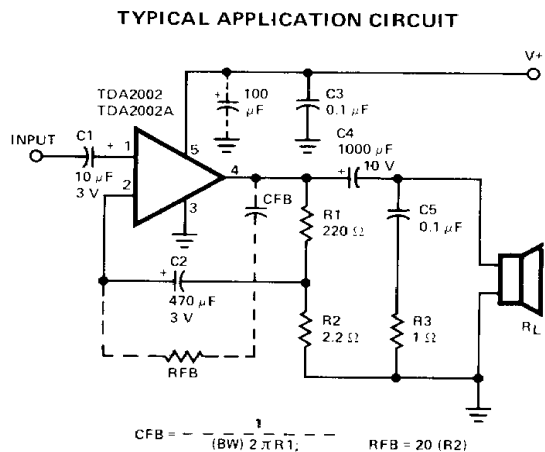 TYPICAL APPLICATION CIRCUIT
V+
TDA2002
TDA2002A
+
100
μF
C3
0.1 μF
INPUT
C1
+
1
10 μF
3 V
2
5
4
3
C4
1000 μF
+
10 V
CFB
R1
220 Ω
C5
0.1 μF
C2
+
470 μF
3 V
R2
2.2 Ω
R3
1 Ω
RL
RFB
CFB = 1 / (BW) 2 π R1; RFB = 20 (R2)